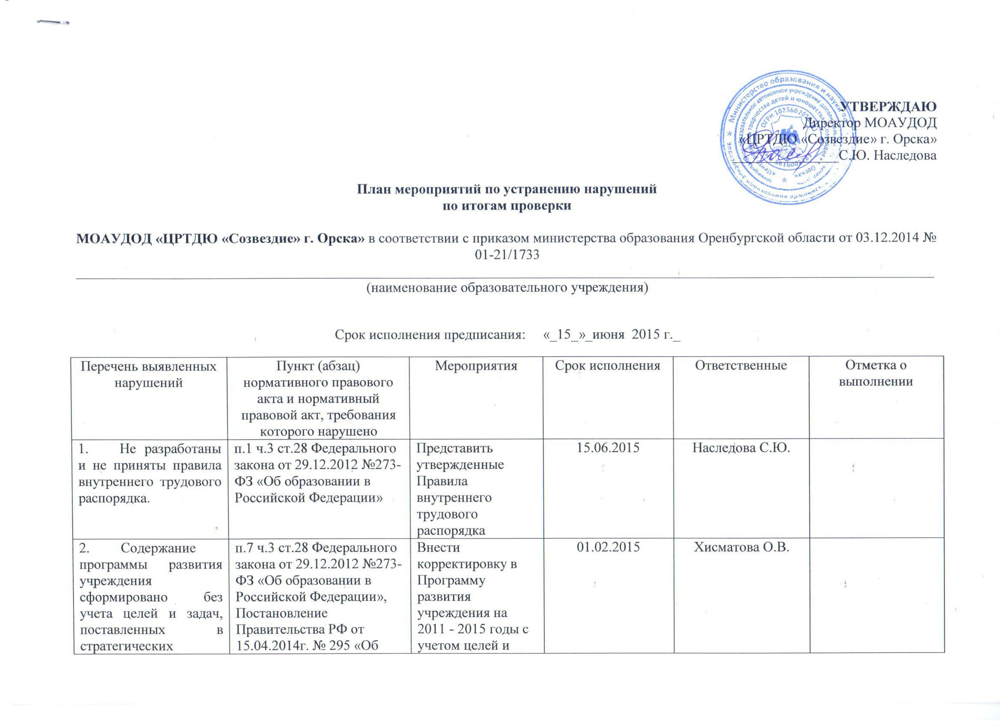 УТВЕРЖДАЮ
Директор МОАУДОД
«ЦРТДЮ «Созвездие» г. Орска»
С.Ю. Наследова
Министерство образования и науки
ОГРН
План мероприятий по устранению нарушений
по итогам проверки
МОАУДОД «ЦРТДЮ «Созвездие» г. Орска» в соответствии с приказом министерства образования Оренбургской области от 03.12.2014 №
01-21/1733
(наименование образовательного учреждения)
Срок исполнения предписания: «_15_»_июня 2015 г._
Перечень выявленных
нарушений
Пункт (абзац)
нормативного правового
акта и нормативный
правовой акт, требования
которого нарушено
Мероприятия
Срок исполнения
Ответственные
Отметка о
выполнении
1. Не разработаны
и не приняты правила
внутреннего трудового
распорядка.
п.1 ч.3 ст.28 Федерального
закона от 29.12.2012 №273-
ФЗ «Об образовании в
Российской Федерации»
Представить
утвержденные
Правила
внутреннего
трудового
распорядка
15.06.2015
Наследова С.Ю.
2. Содержание
программы развития
учреждения
сформировано без
учета целей и задач,
поставленных в
стратегических
п.7 ч.3 ст.28 Федерального
закона от 29.12.2012 №273-
ФЗ «Об образовании в
Российской Федерации»,
Постановление
Правительства РФ от
15.04.2014г. № 295 «Об
Внести
корректировку в
Программу
развития
учреждения на
2011 - 2015 годы с
учетом целей и
01.02.2015
Хисматова О.В.